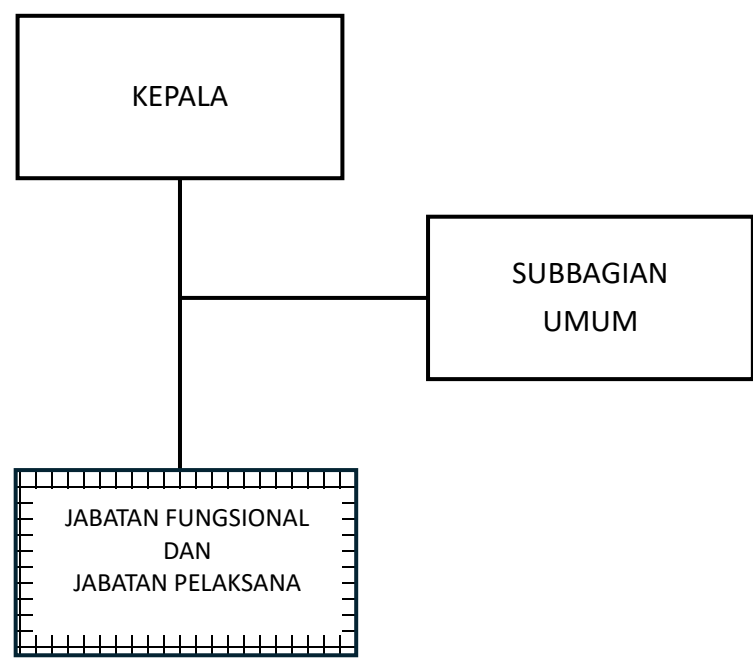 KEPALA
SUBBAGIAN
UMUM
JABATAN FUNGSIONAL
DAN
JABATAN PELAKSANA